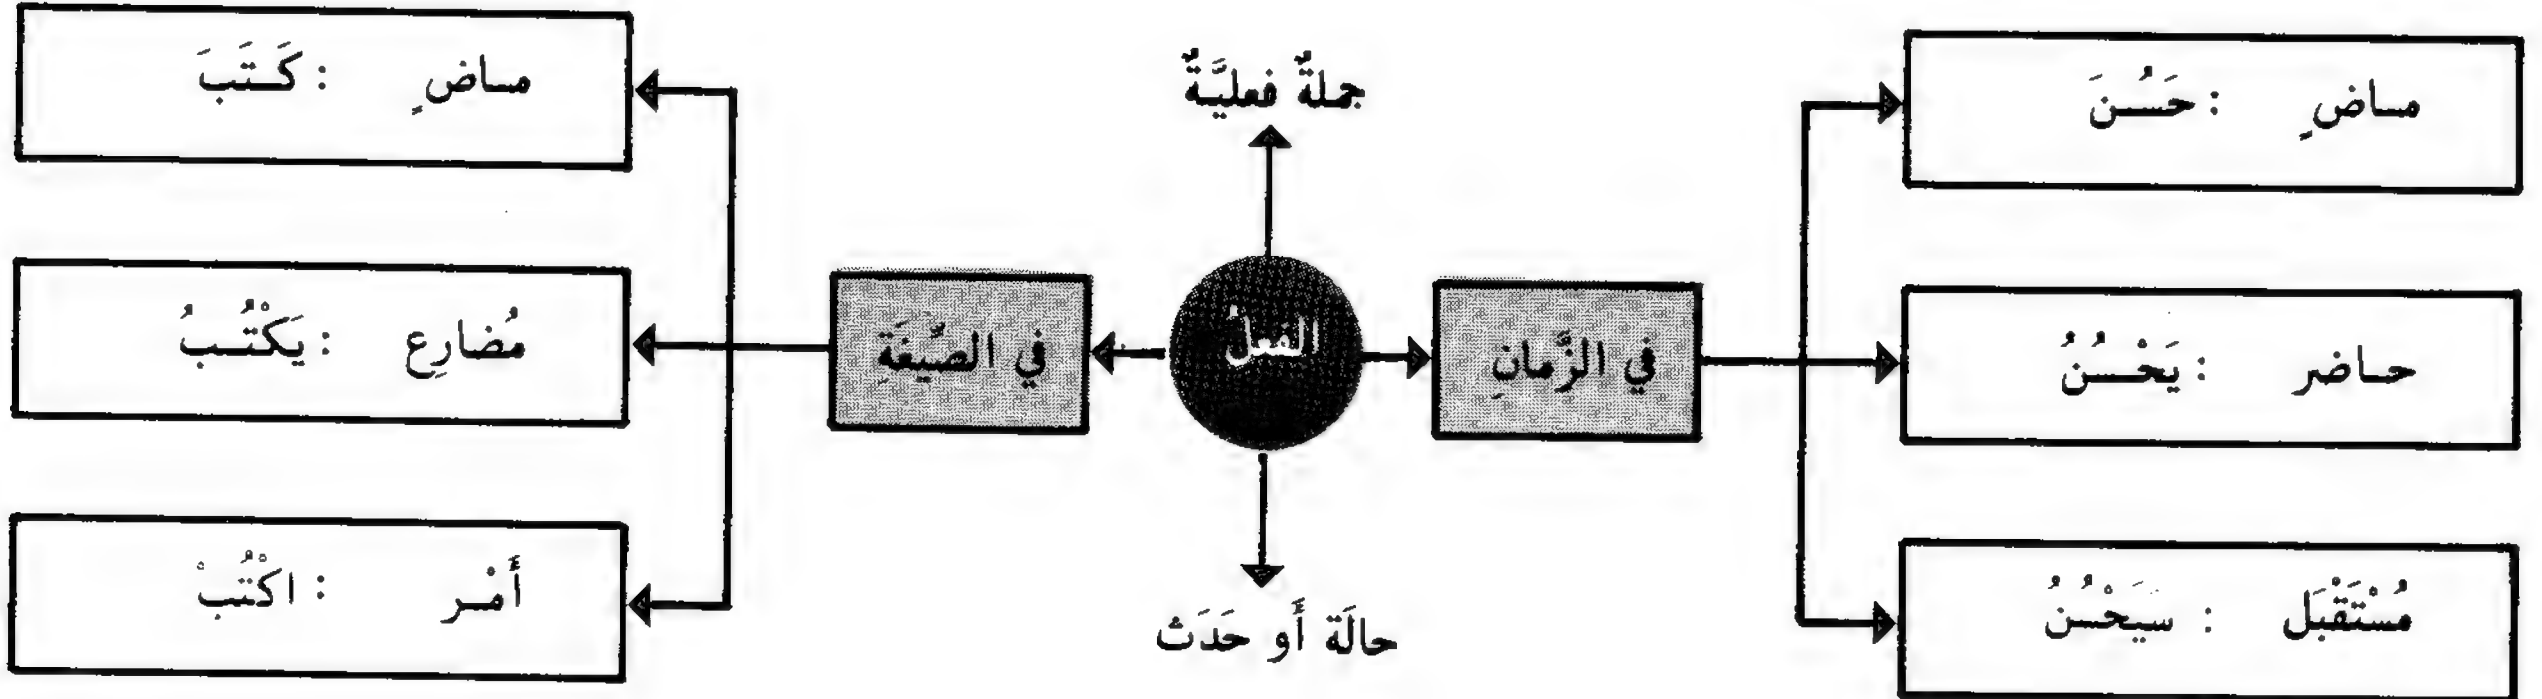 جملةٌ فعليَّةٌ
ماضٍ : حَسُنَ
حاضر : يَحْسُنُ
مُسْتَقْبَل : سَيَحْسُنُ
في الزَّمانِ
الفعلُ
في الصِّيغَةِ
ماضٍ : كَتَبَ
مُضارِع : يَكْتُبُ
أَمْر : اكْتُبْ
حالَة أَو حَدَث